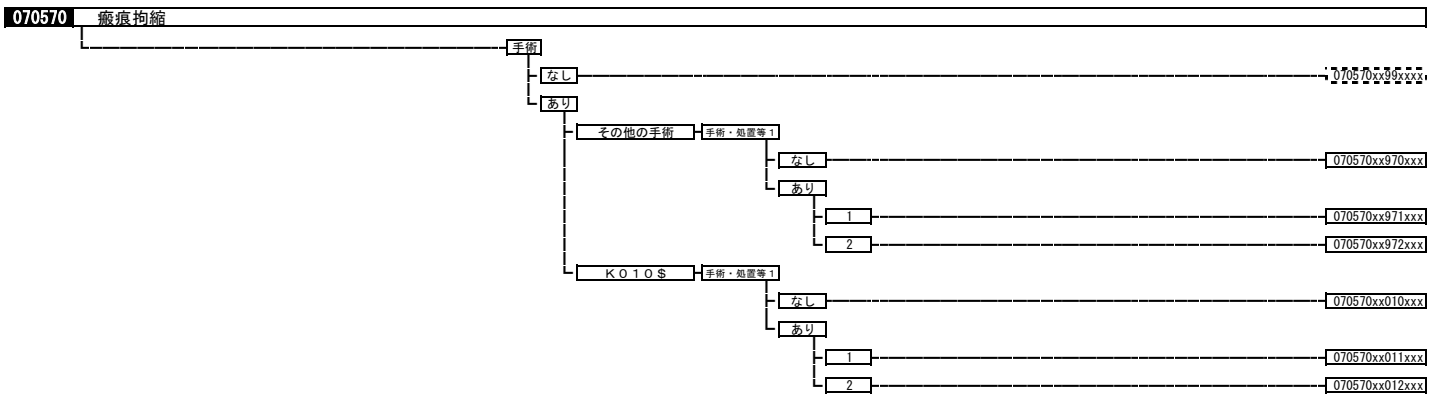 070570 瘢痕拘縮
手術
なし 070570xx99xxxx
あり
その他の手術 手術・処置等1
なし 070570xx970xxx
あり
1 070570xx971xxx
2 070570xx972xxx
K010$ 手術・処置等1
なし 070570xx010xxx
あり
1 070570xx011xxx
2 070570xx012xxx